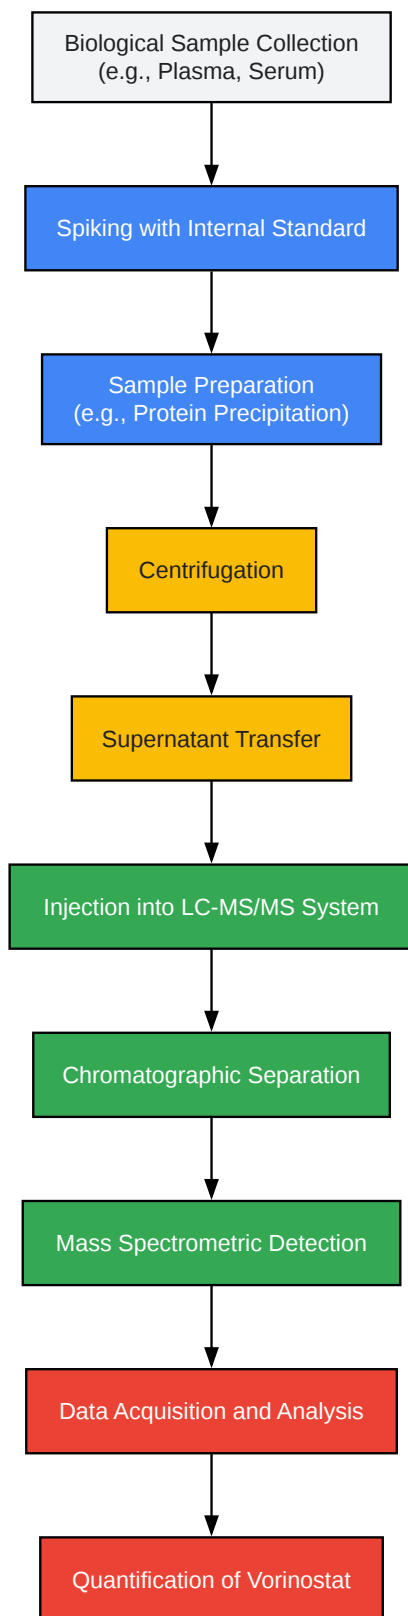 Biological Sample Collection
(e.g., Plasma, Serum)
Spiking with Internal Standard
Sample Preparation
(e.g., Protein Precipitation)
Centrifugation
Supernatant Transfer
Injection into LC-MS/MS System
Chromatographic Separation
Mass Spectrometric Detection
Data Acquisition and Analysis
Quantification of Vorinostat